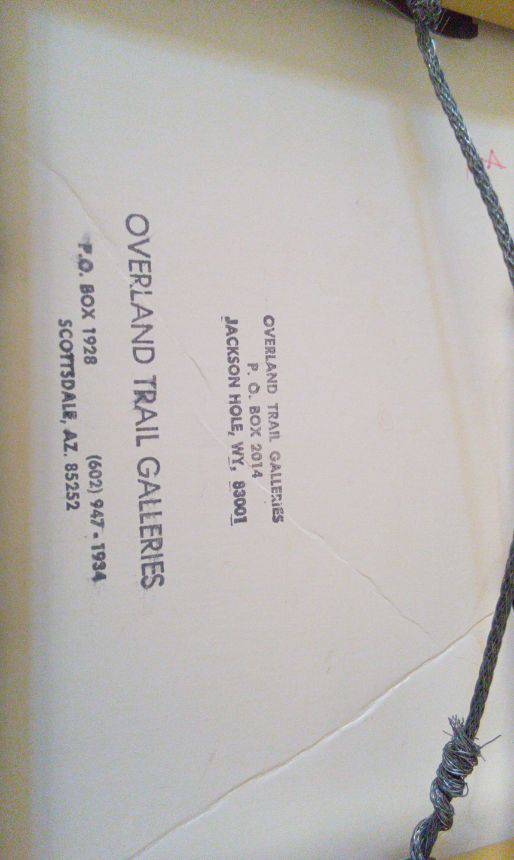 OVERLAND TRAIL GALLERIES
P. O. BOX 2014
JACKSON HOLE, WY, 83001
OVERLAND TRAIL GALLERIES
P.O. BOX 1928 (602) 947-1934
SCOTTSDALE, AZ. 85252